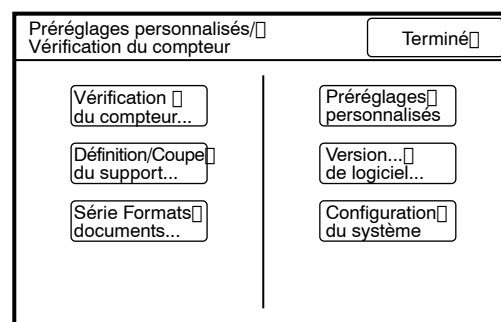 Préréglages personnalisés/
Vérification du compteur
Terminé
Vérification
du compteur...
Définition/Coupe
du support...
Série Formats
documents...
Préréglages
personnalisés
Version...
de logiciel...
Configuration
du système